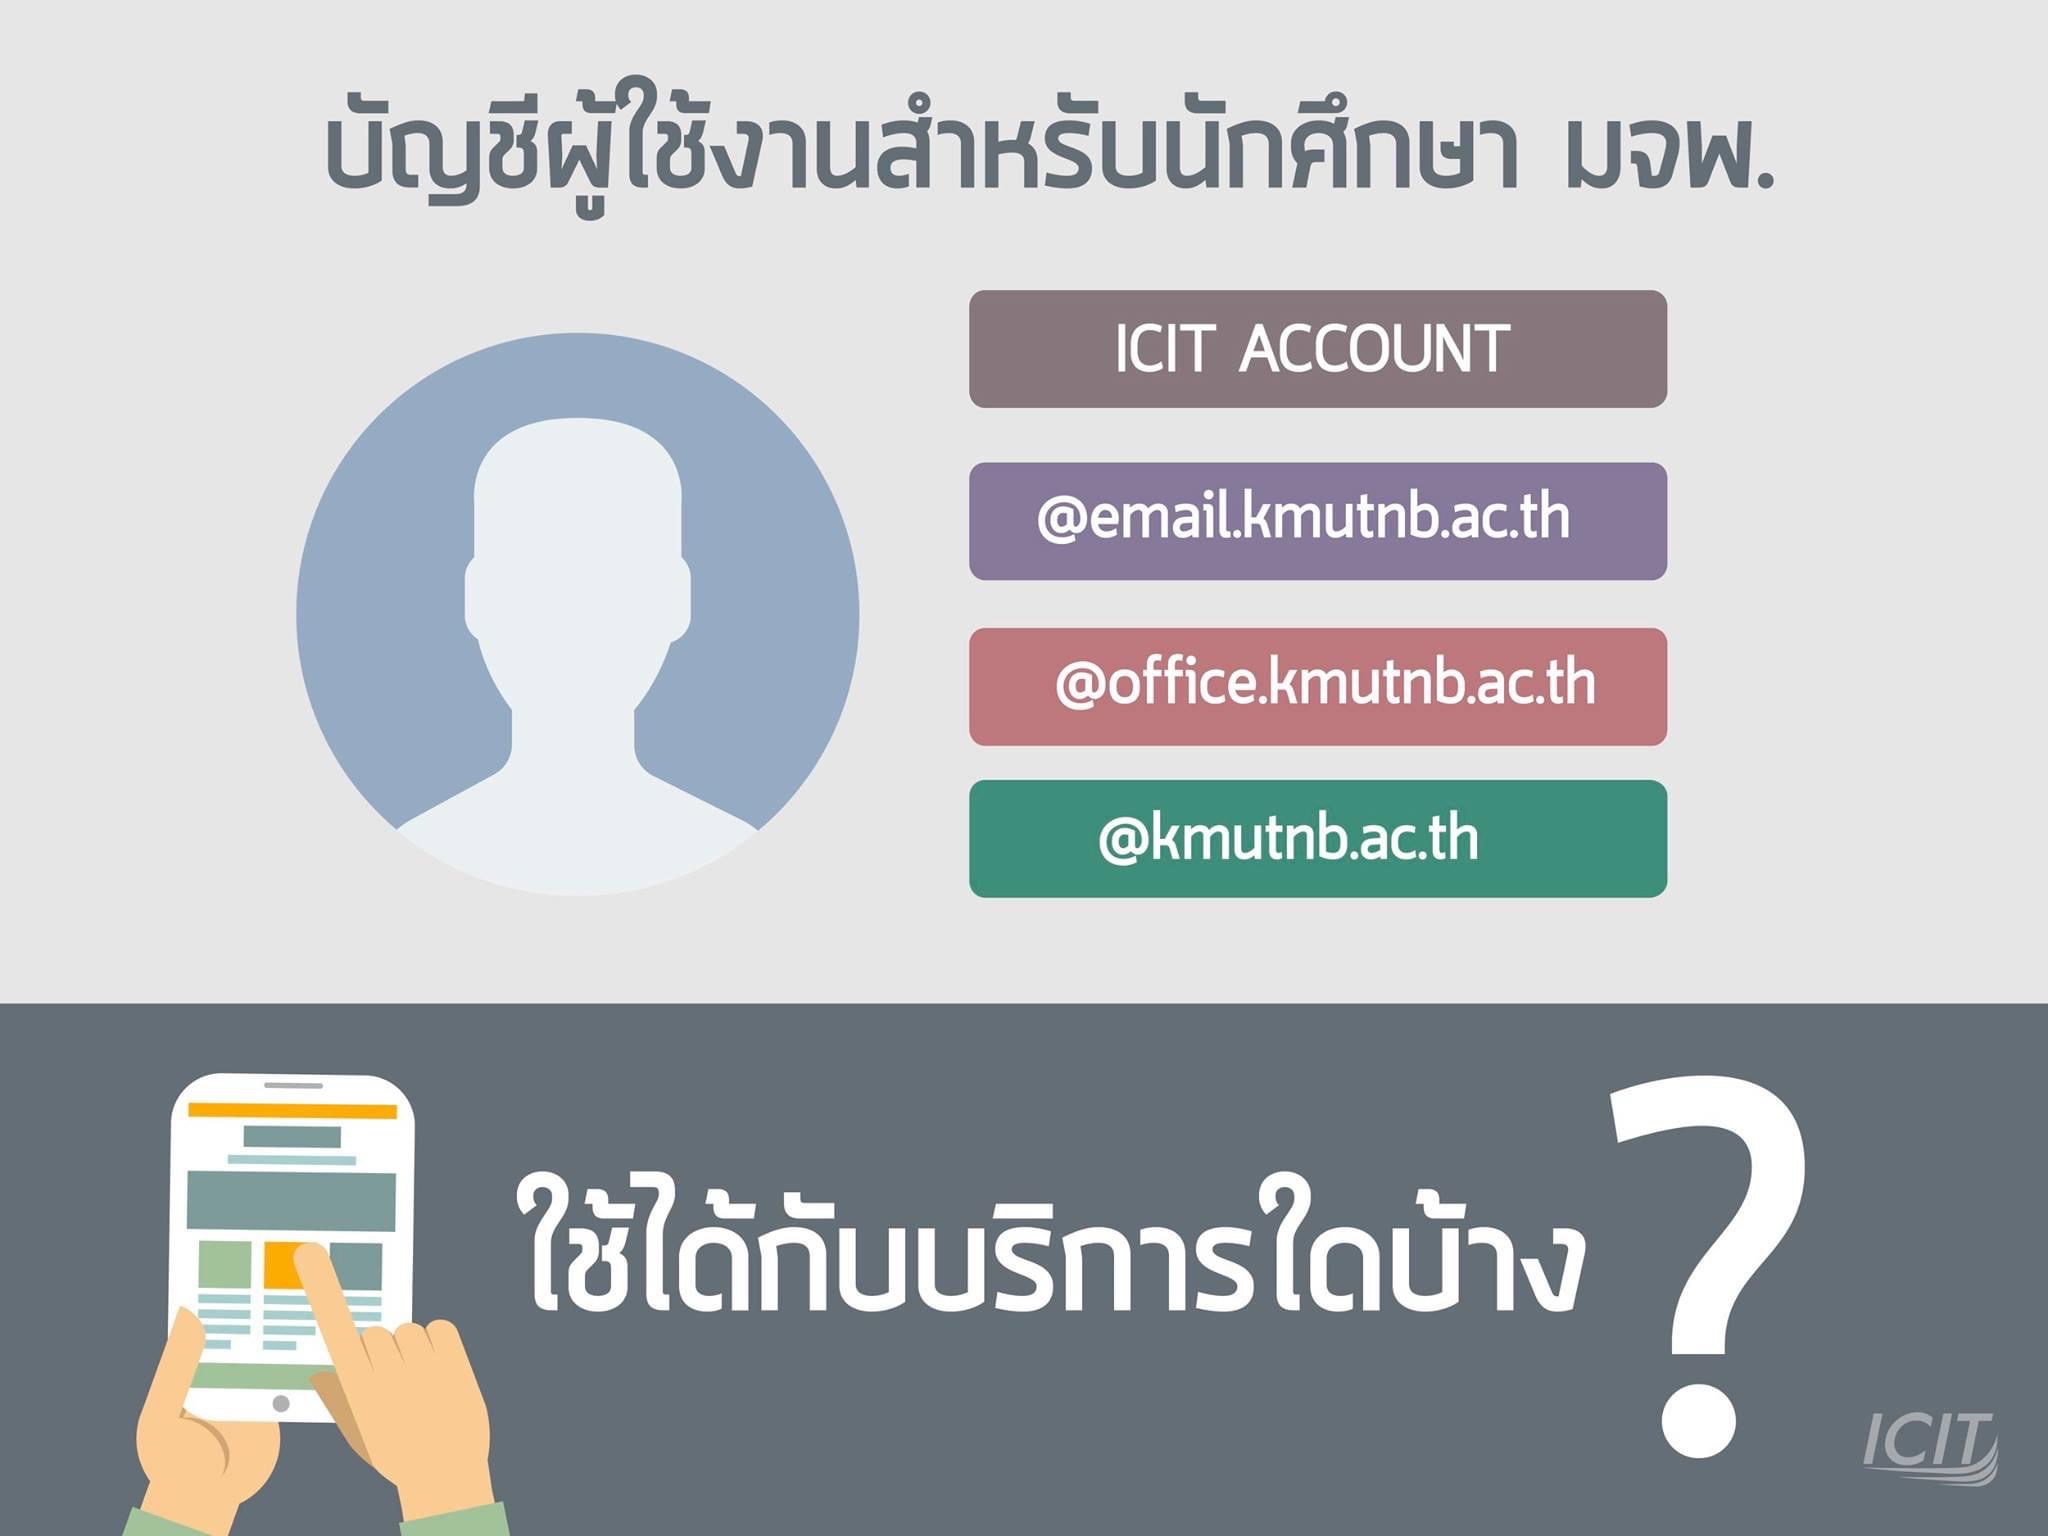 บัญชีผู้ใช้งานสำหรับนักศึกษา มจพ.
ICIT ACCOUNT
@email.kmutnb.ac.th
@office.kmutnb.ac.th
@kmutnb.ac.th
ใช้ได้กับบริการใดบ้าง?
ICIT